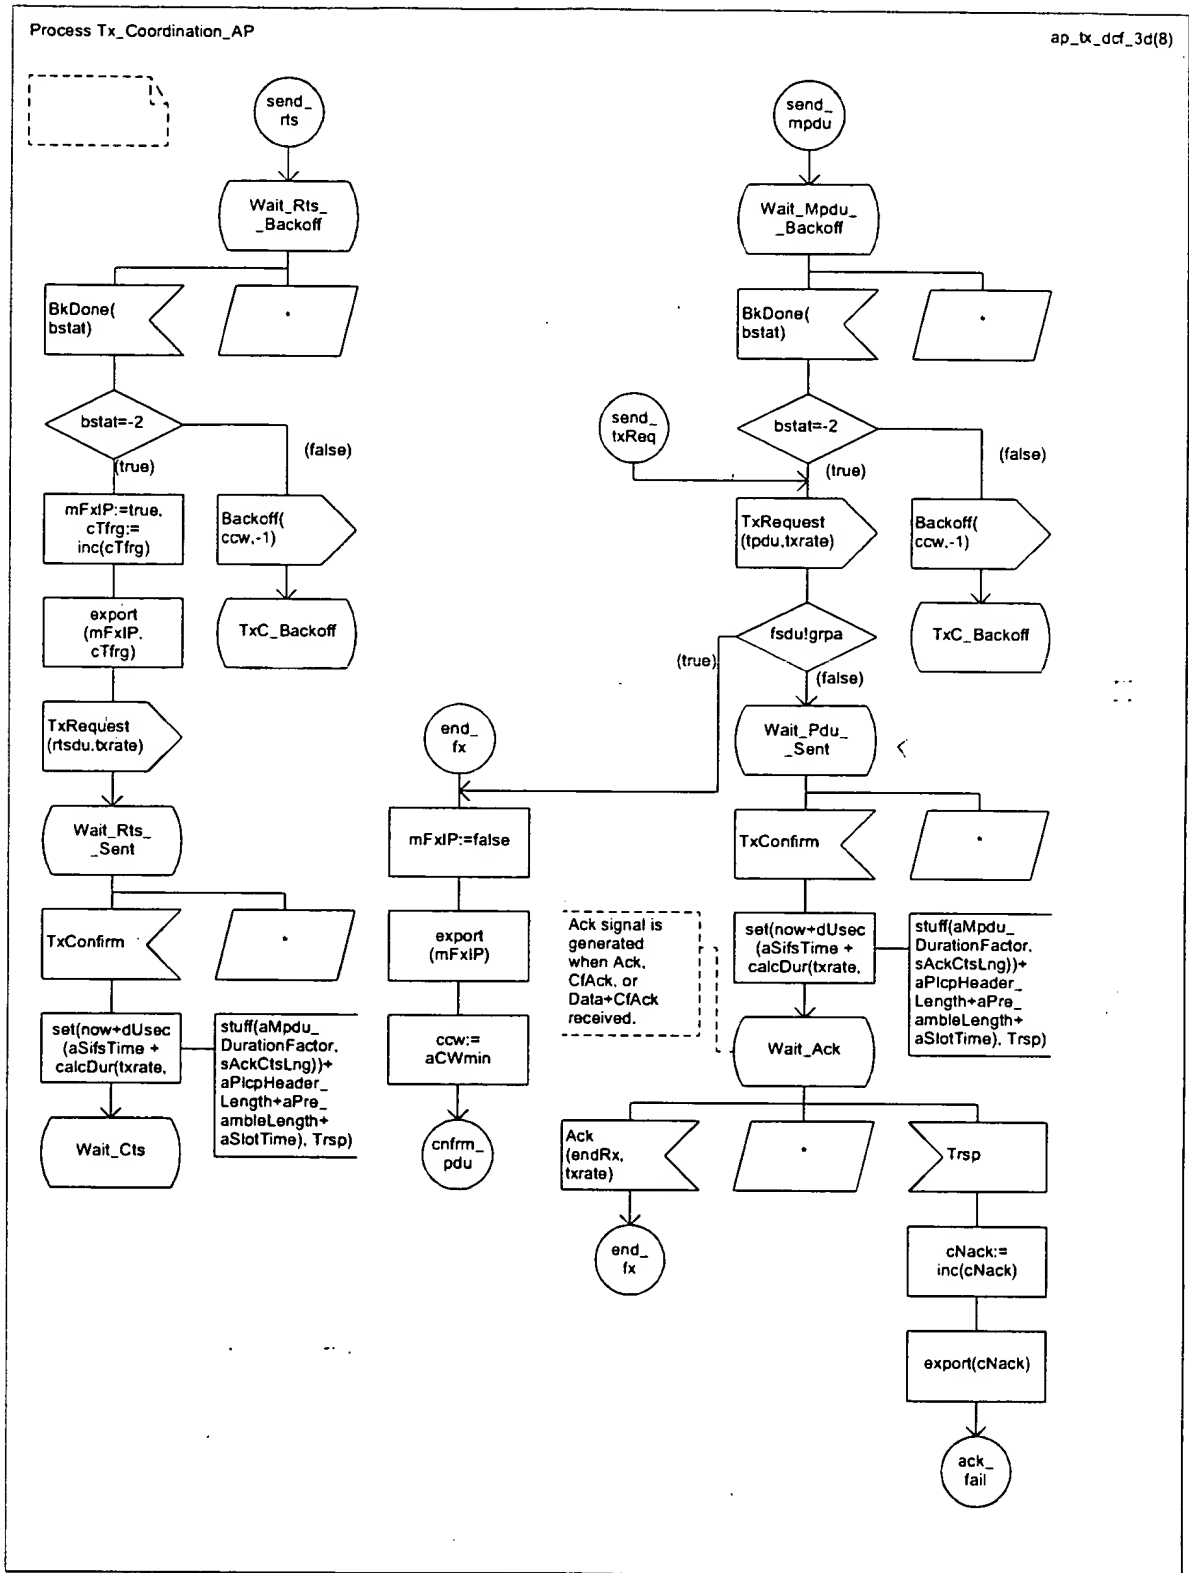 Process Tx_Coordination_AP
ap_tx_dcf_3d(8)
send_
rts
Wait_Rts_
_Backoff
BkDone(
bstat)
*
bstat=-2
(true)
(false)
mFxIP:=true,
cTfrg:=
inc(cTfrg)
Backoff(
ccw,-1)
export
(mFxIP,
cTfrg)
TxC_Backoff
TxRequest
(rtsdu,txrate)
Wait_Rts_
_Sent
TxConfirm
*
set(now+dUsec
(aSifsTime +
calcDur(txrate,
stuff(aMpdu_
DurationFactor,
sAckCtsLng))+
aPlcpHeader_
Length+aPre_
ambleLength+
aSlotTime), Trsp)
Wait_Cts
end_
fx
mFxIP:=false
export
(mFxIP)
ccw:=
aCWmin
cnfrm_
pdu
send_
mpdu
Wait_Mpdu_
_Backoff
BkDone(
bstat)
*
send_
txReq
bstat=-2
(true)
(false)
TxRequest
(tpdu,txrate)
Backoff(
ccw,-1)
fsdu!grpa
(true)
(false)
TxC_Backoff
Wait_Pdu_
_Sent
TxConfirm
*
Ack signal is
generated
when Ack,
CfAck, or
Data+CfAck
received.
set(now+dUsec
(aSifsTime +
calcDur(txrate,
stuff(aMpdu_
DurationFactor,
sAckCtsLng))+
aPlcpHeader_
Length+aPre_
ambleLength+
aSlotTime), Trsp)
Wait_Ack
Ack
(endRx,
txrate)
*
Trsp
end_
fx
cNack:=
inc(cNack)
export(cNack)
ack_
fail